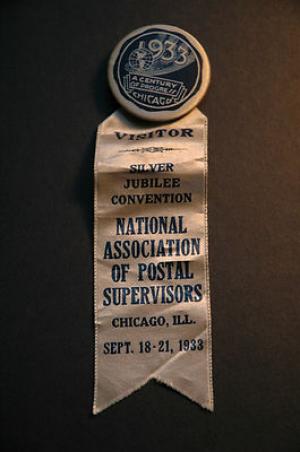 1933
A CENTURY
OF PROGRESS
CHICAGO
VISITOR
SILVER
JUBILEE
CONVENTION
NATIONAL
ASSOCIATION
OF POSTAL
SUPERVISORS
CHICAGO, ILL.
SEPT. 18-21, 1933